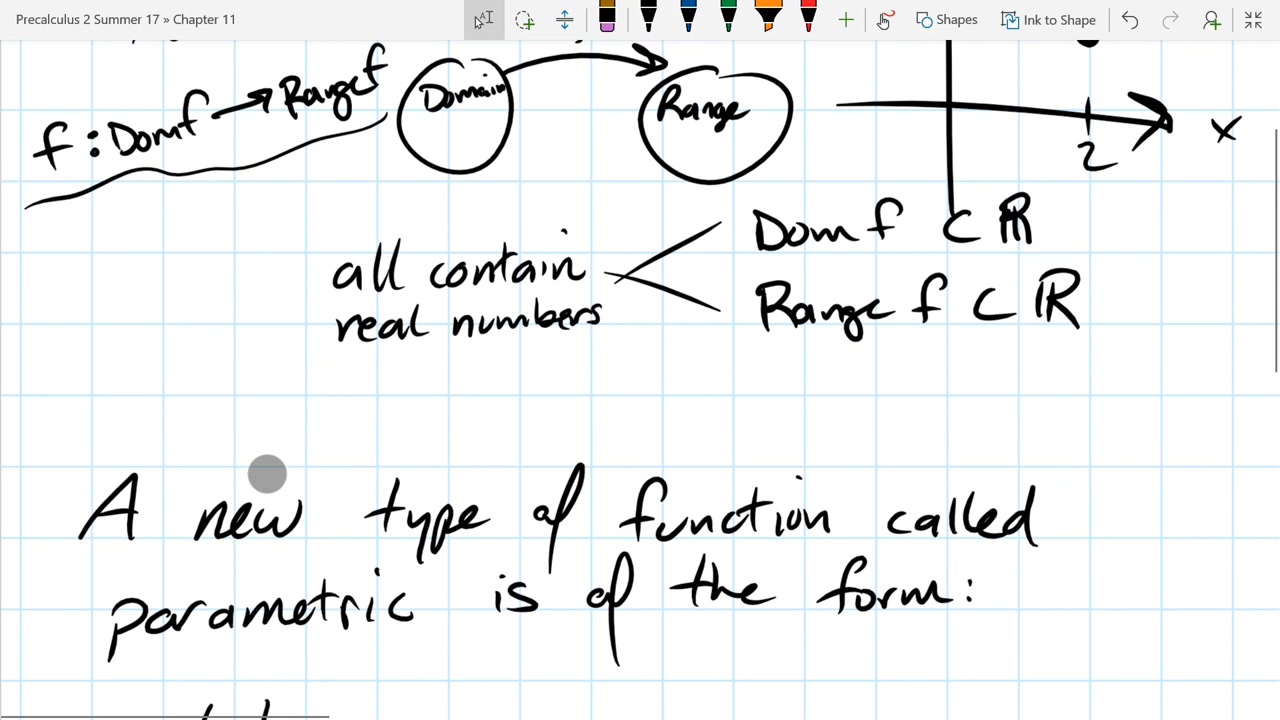 Precalculus 2 Summer 17 » Chapter 11
Shapes
Ink to Shape
f : Dom f → Range f
Domain
Range
x
2
Dom f ⊂ ℝ
all contain
real numbers
Range f ⊂ ℝ
A new type of function called
parametric is of the form: